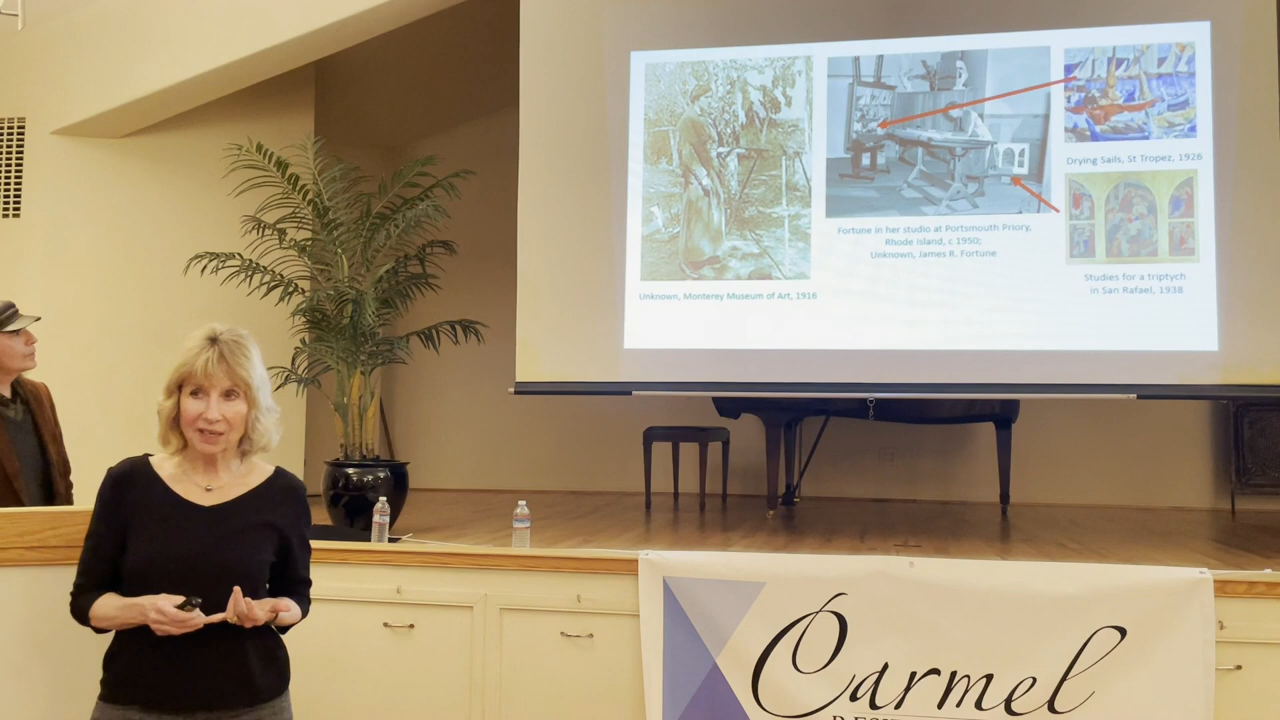 Unknown, Monterey Museum of Art, 1916
Fortune in her studio at Portsmouth Priory,
Rhode Island, c 1950;
Unknown, James R. Fortune
Drying Sails, St Tropez, 1926
Studies for a triptych
in San Rafael, 1938
Carmel